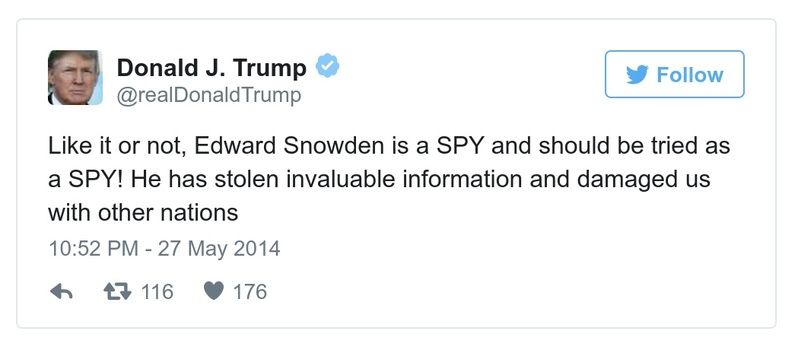 Donald J. Trump
@realDonaldTrump
Follow
Like it or not, Edward Snowden is a SPY and should be tried as
a SPY! He has stolen invaluable information and damaged us
with other nations
10:52 PM - 27 May 2014
116 176